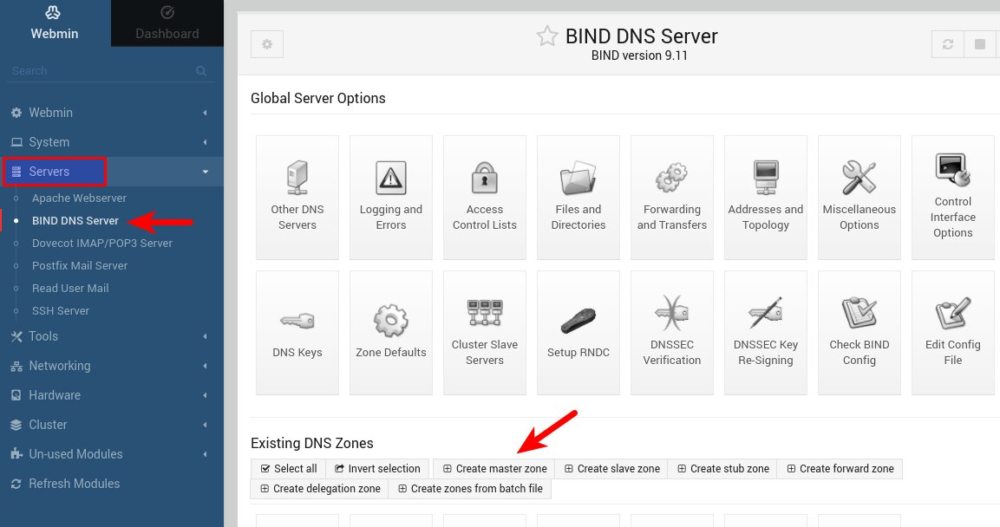 Webmin
Dashboard
Search
Webmin
System
Servers
Apache Webserver
BIND DNS Server
Dovecot IMAP/POP3 Server
Postfix Mail Server
Read User Mail
SSH Server
Tools
Networking
Hardware
Cluster
Un-used Modules
Refresh Modules
BIND DNS Server
BIND version 9.11
Global Server Options
Other DNS
Servers
Logging and
Errors
Access
Control Lists
Files and
Directories
Forwarding
and Transfers
Addresses and
Topology
Miscellaneous
Options
Control
Interface
Options
DNS Keys
Zone Defaults
Cluster Slave
Servers
Setup RNDC
DNSSEC
Verification
DNSSEC Key
Re-Signing
Check BIND
Config
Edit Config
File
Existing DNS Zones
Select all
Invert selection
Create master zone
Create slave zone
Create stub zone
Create forward zone
Create delegation zone
Create zones from batch file